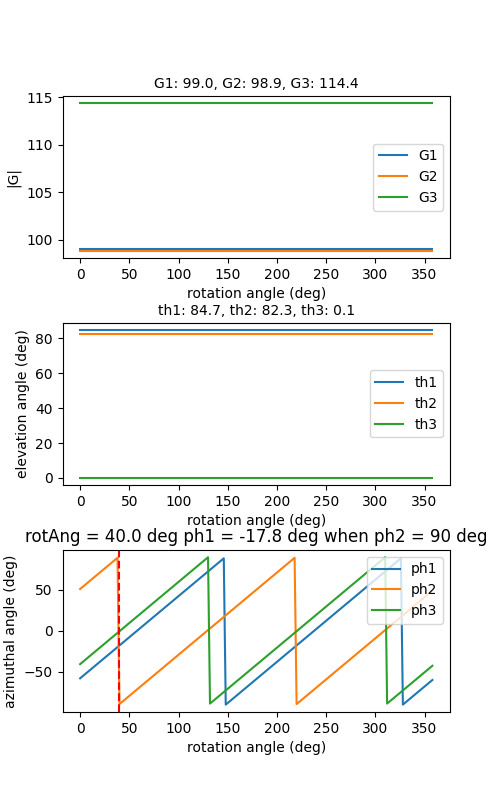 G1: 99.0, G2: 98.9, G3: 114.4
115
110
105
100
|G|
G1
G2
G3
0 50 100 150 200 250 300 350
rotation angle (deg)
th1: 84.7, th2: 82.3, th3: 0.1
80
60
40
20
0
elevation angle (deg)
th1
th2
th3
0 50 100 150 200 250 300 350
rotation angle (deg)
rotAng = 40.0 deg ph1 = -17.8 deg when ph2 = 90 deg
50
0
−50
azimuthal angle (deg)
ph1
ph2
ph3
0 50 100 150 200 250 300 350
rotation angle (deg)